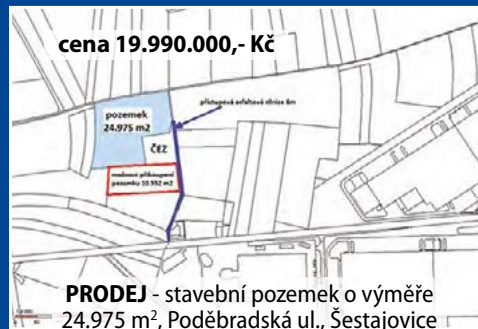 cena 19.990.000,- Kč
přístupová asfaltová silnice 6m
pozemek
24.975 m2
ČEZ
možnost přikoupení
pozemku 10.552 m2
PRODEJ - stavební pozemek o výměře
24.975 m², Poděbradská ul., Šestajovice